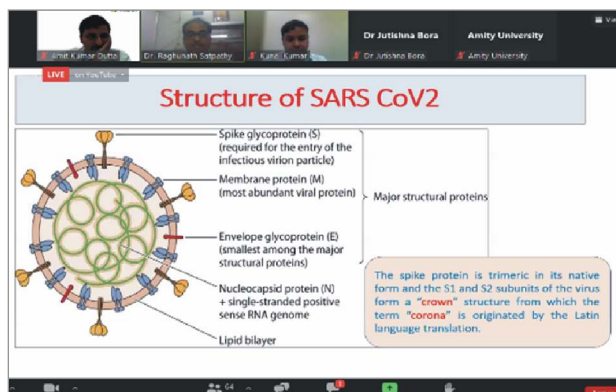 Dr Jutishna Bora
Amity University
Amit Kumar Dutta
Dr. Raghunath Satpathy
Kunal Kumar
Dr Jutishna Bora
Amity University
LIVE on YouTube
Structure of SARS CoV2
Spike glycoprotein (S)
(required for the entry of the
infectious virion particle)
Membrane protein (M)
(most abundant viral protein)
Major structural proteins
Envelope glycoprotein (E)
(smallest among the major
structural proteins)
Nucleocapsid protein (N)
+ single-stranded positive
sense RNA genome
Lipid bilayer
The spike protein is trimeric in its native
form and the S1 and S2 subunits of the virus
form a "crown" structure from which the
term "corona" is originated by the Latin
language translation.
64